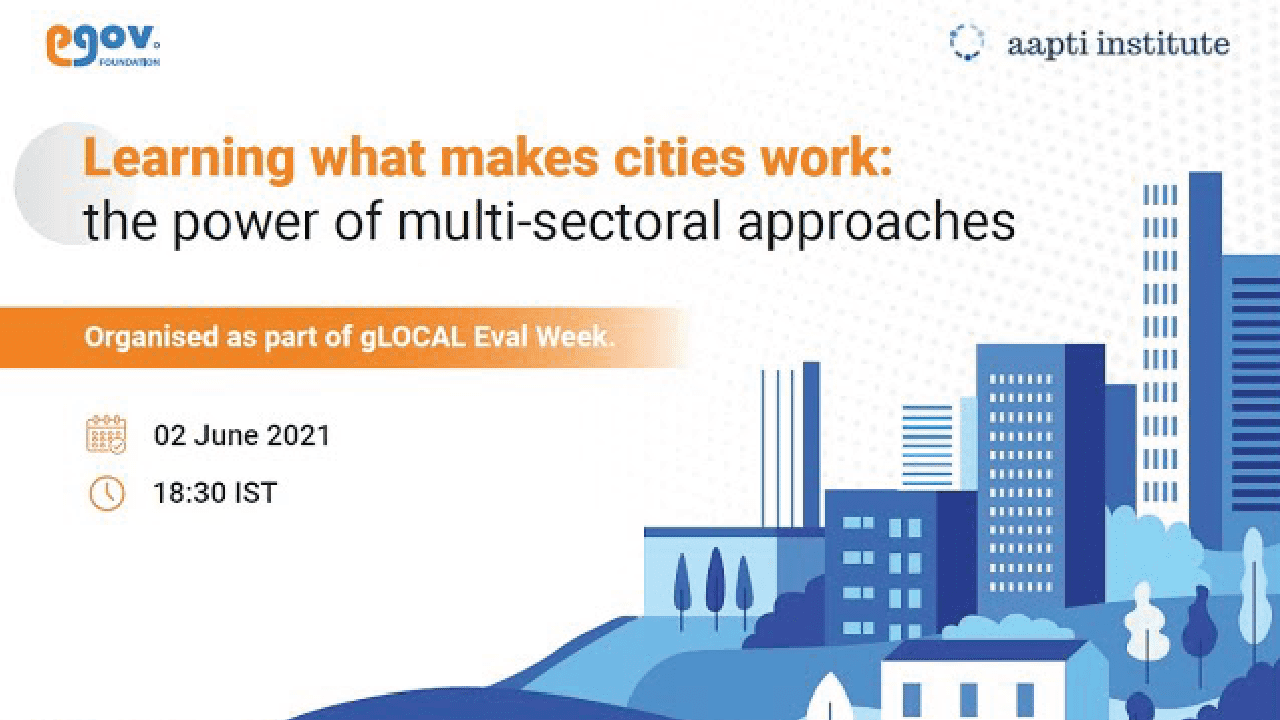 egov.
FOUNDATION
aapti institute
Learning what makes cities work:
the power of multi-sectoral approaches
Organised as part of gLOCAL Eval Week.
02 June 2021
18:30 IST